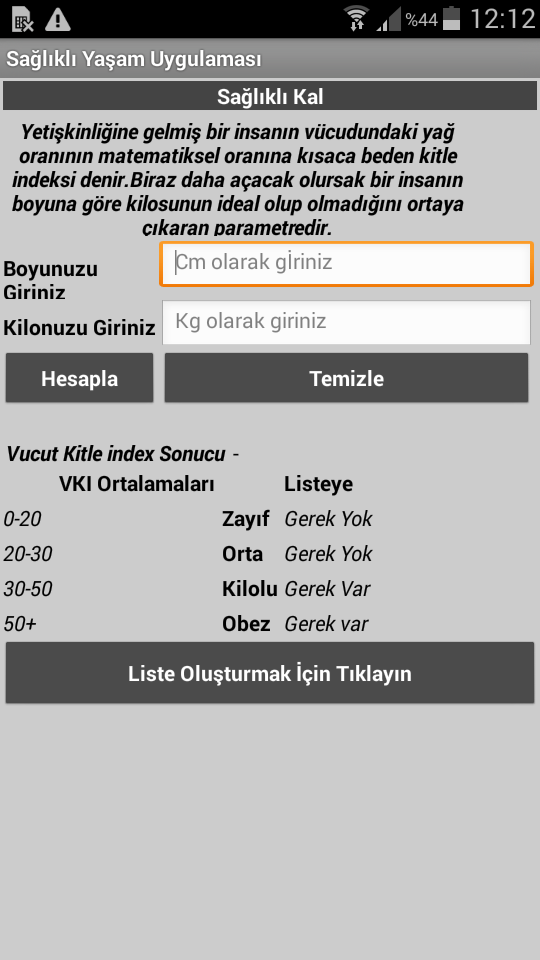 %44 12:12
Sağlıklı Yaşam Uygulaması
Sağlıklı Kal
Yetişkinliğine gelmiş bir insanın vücudundaki yağ
oranının matematiksel oranına kısaca beden kitle
indeksi denir.Biraz daha açacak olursak bir insanın
boyuna göre kilosunun ideal olup olmadığını ortaya
çıkaran parametredir.
Boyunuzu
Giriniz
Cm olarak gİriniz
Kilonuzu Giriniz Kg olarak giriniz
Hesapla Temizle
Vucut Kitle index Sonucu -
VKI Ortalamaları Listeye
0-20 Zayıf Gerek Yok
20-30 Orta Gerek Yok
30-50 Kilolu Gerek Var
50+ Obez Gerek var
Liste Oluşturmak İçin Tıklayın